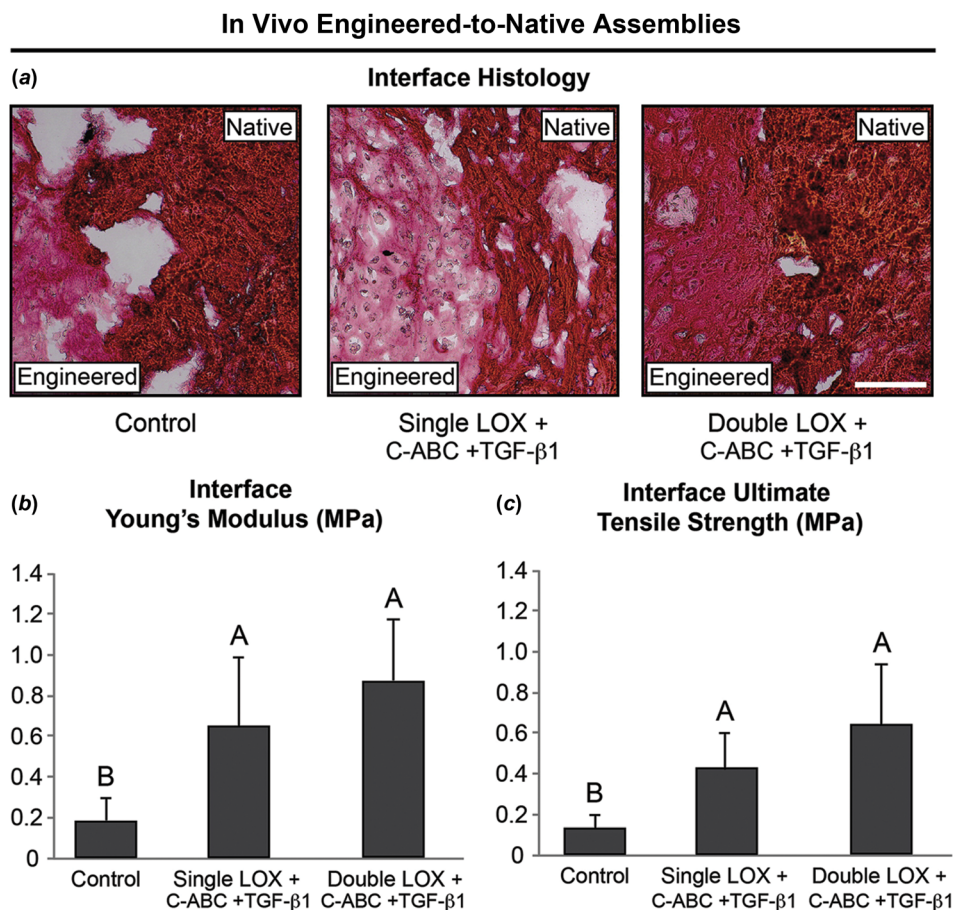 In Vivo Engineered-to-Native Assemblies
(a)
Interface Histology
Native
Engineered
Control
Native
Engineered
Single LOX +
C-ABC +TGF-β1
Native
Engineered
Double LOX +
C-ABC +TGF-β1
(b)
Interface
Young's Modulus (MPa)
1.4
1.2
1.0
0.8
0.6
0.4
0.2
0
B
A
A
Control
Single LOX +
C-ABC +TGF-β1
Double LOX +
C-ABC +TGF-β1
(c)
Interface Ultimate
Tensile Strength (MPa)
1.4
1.2
1.0
0.8
0.6
0.4
0.2
0
B
A
A
Control
Single LOX +
C-ABC +TGF-β1
Double LOX +
C-ABC +TGF-β1